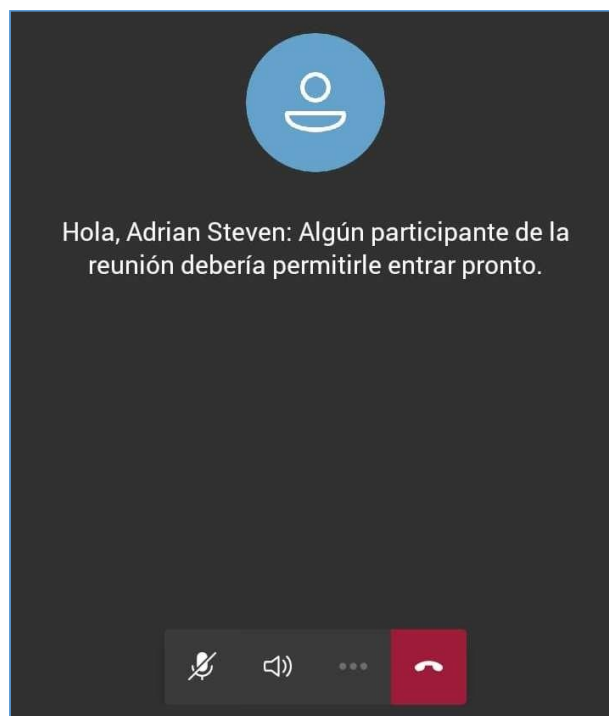 Hola, Adrian Steven: Algún participante de la
reunión debería permitirle entrar pronto.